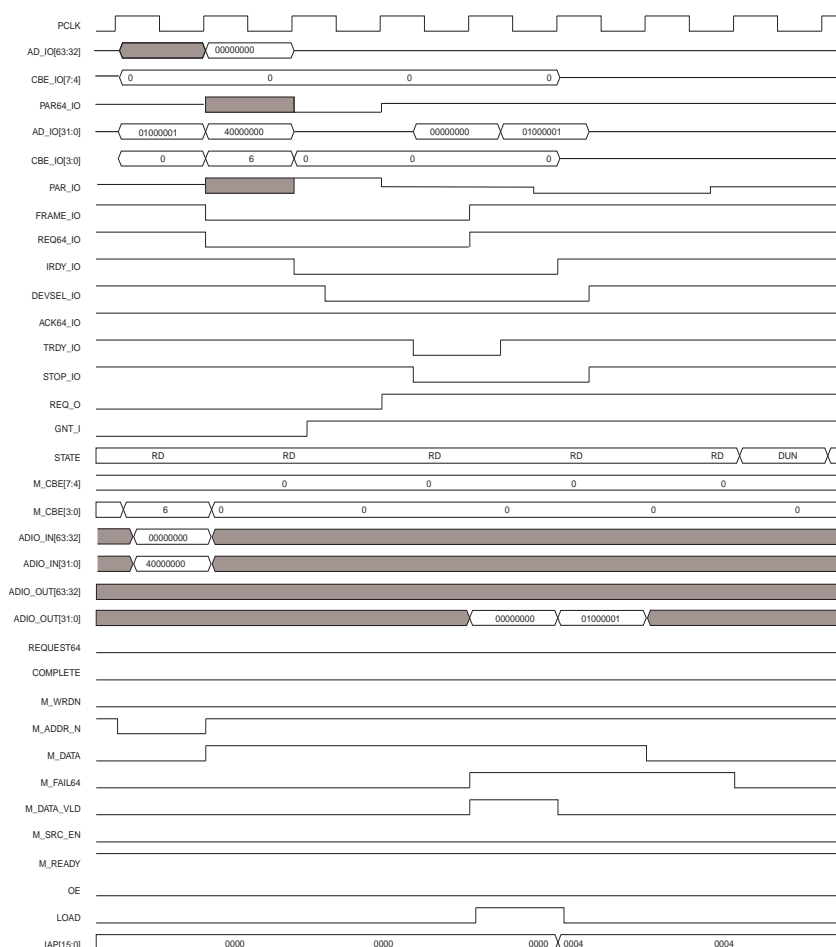 PCLK
AD_IO[63:32] 00000000
CBE_IO[7:4] 0 0 0 0
PAR64_IO
AD_IO[31:0] 01000001 40000000 00000000 01000001
CBE_IO[3:0] 0 6 0 0 0
PAR_IO
FRAME_IO
REQ64_IO
IRDY_IO
DEVSEL_IO
ACK64_IO
TRDY_IO
STOP_IO
REQ_O
GNT_I
STATE RD RD RD RD RD DUN
M_CBE[7:4] 0 0 0 0
M_CBE[3:0] 6 0 0 0 0 0
ADIO_IN[63:32] 00000000
ADIO_IN[31:0] 40000000
ADIO_OUT[63:32]
ADIO_OUT[31:0] 00000000 01000001
REQUEST64
COMPLETE
M_WRDN
M_ADDR_N
M_DATA
M_FAIL64
M_DATA_VLD
M_SRC_EN
M_READY
OE
LOAD
IAP[15:0] 0000 0000 0000 0004 0004